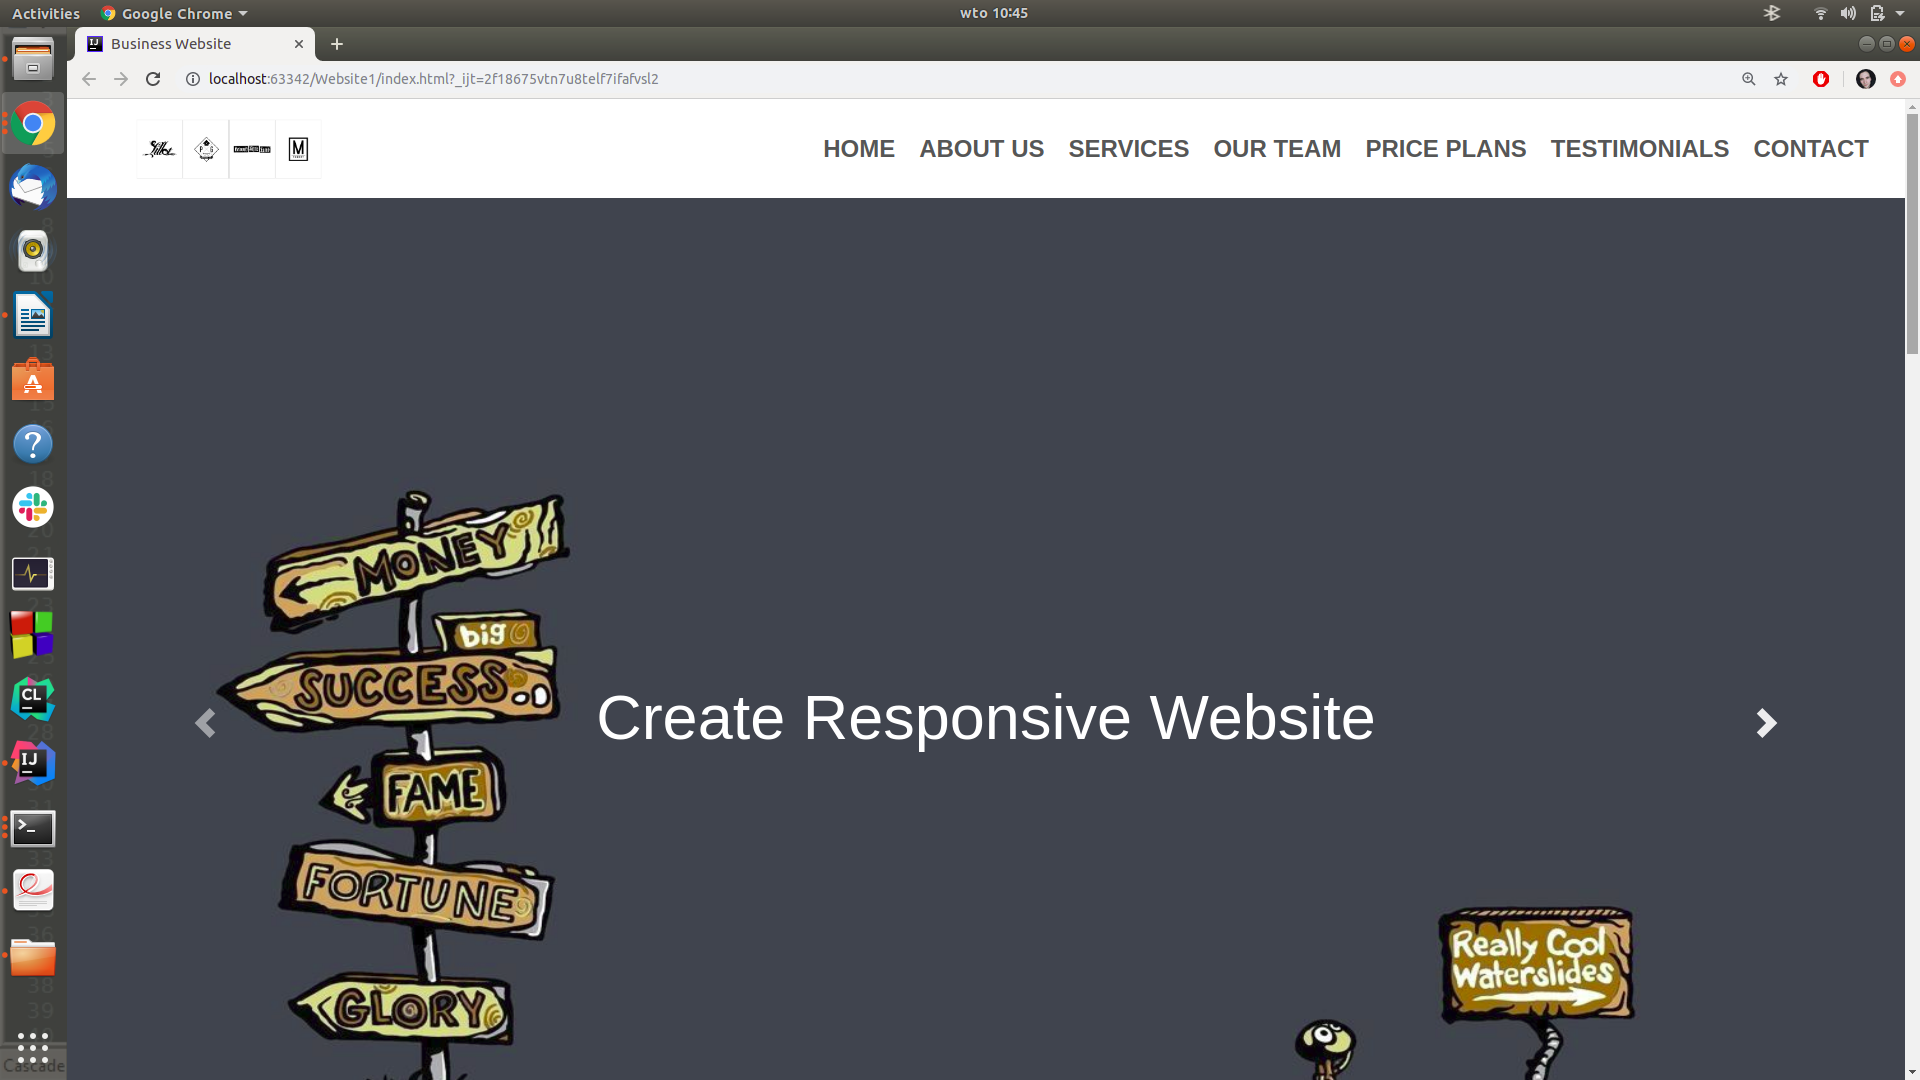 Activities Google Chrome wto 10:45
Business Website
localhost:63342/Website1/index.html?_ijt=2f18675vtn7u8telf7ifafvsl2
HOME ABOUT US SERVICES OUR TEAM PRICE PLANS TESTIMONIALS CONTACT
MONEY
big
SUCCESS
Create Responsive Website
FAME
FORTUNE
Really Cool
Waterslides
GLORY
Cascade